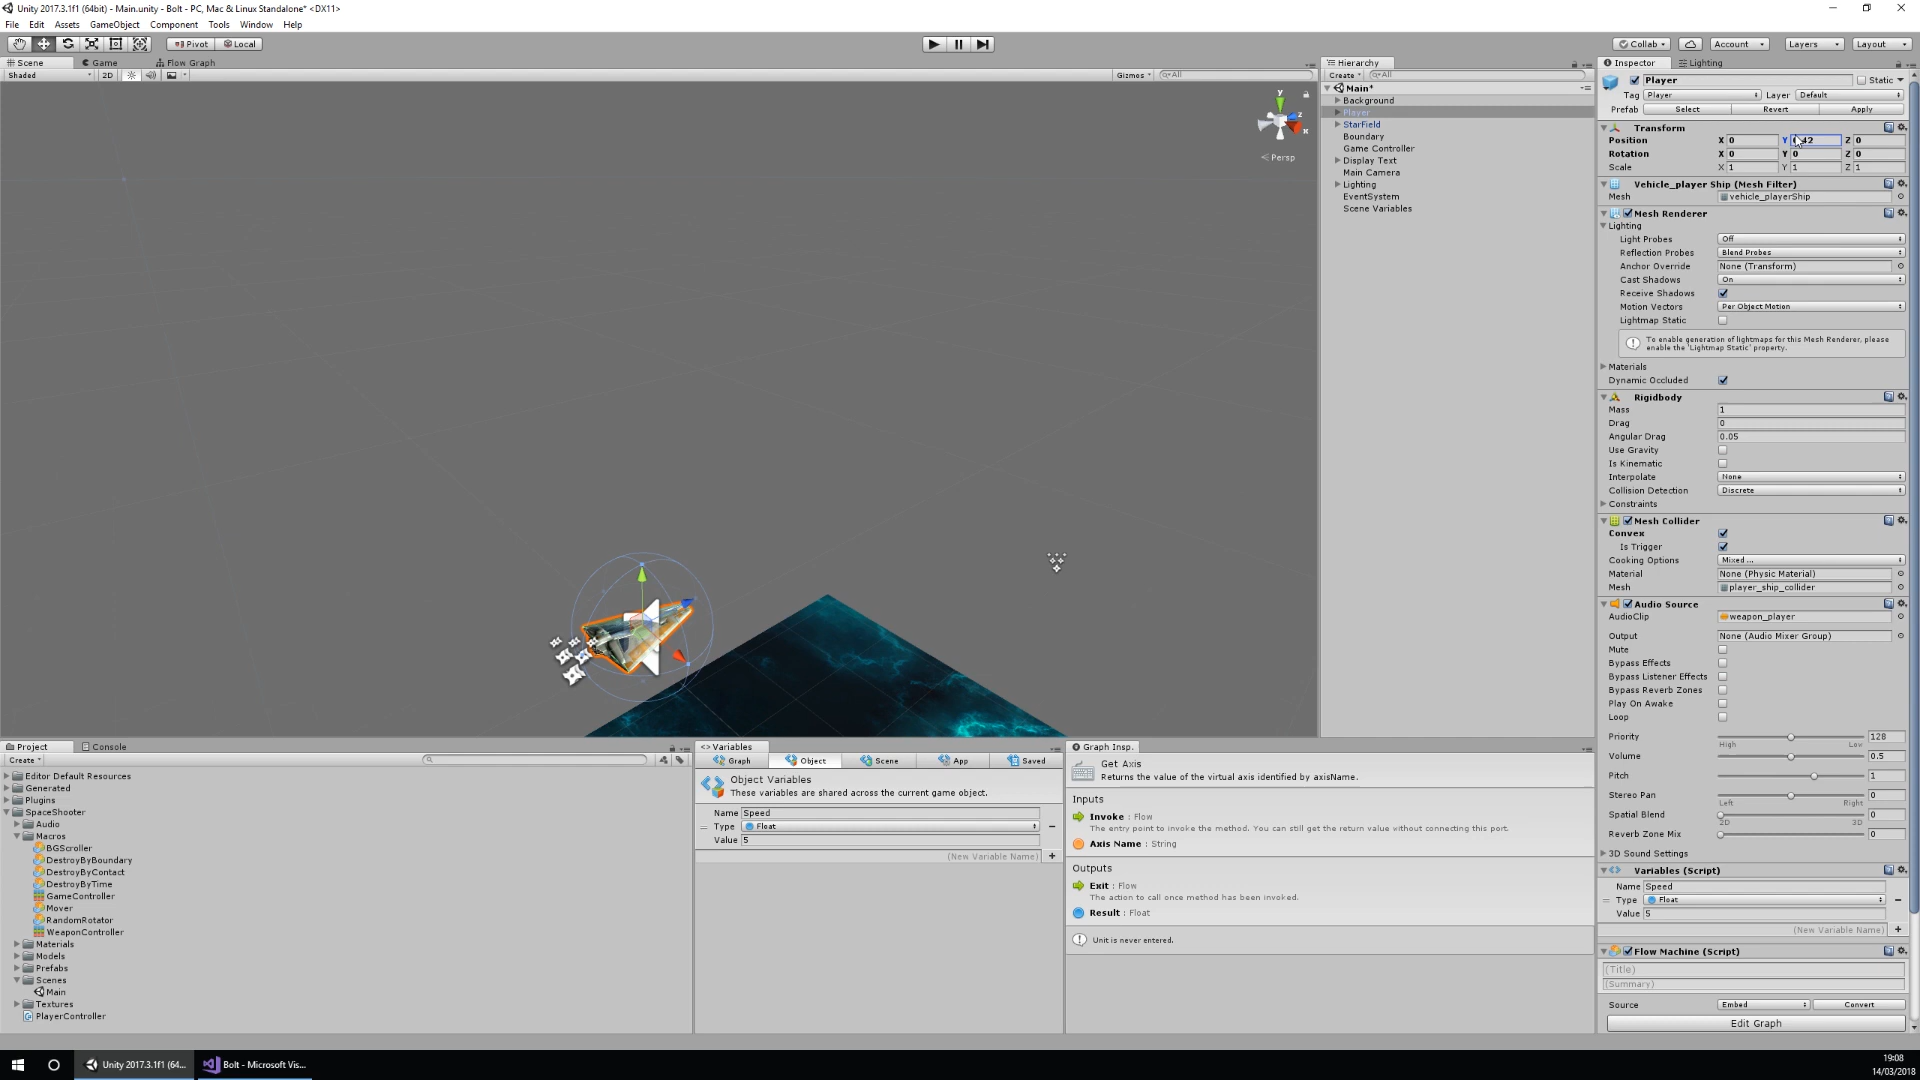 Unity 2017.3.1f1 (64bit) - Main.unity - Bolt - PC, Mac & Linux Standalone* <DX11>
File Edit Assets GameObject Component Tools Window Help
Pivot Local
Collab Account Layers Layout
Scene Game Flow Graph
Shaded 2D
Gizmos All
y
z
x
Persp
Hierarchy
Create All
Main*
Background
Player
StarField
Boundary
Game Controller
Display Text
Main Camera
Lighting
EventSystem
Scene Variables
Inspector Lighting
Player Static
Tag Player Layer Default
Prefab Select Revert Apply
Transform
Position X 0 Y Z 0
Rotation X 0 Y 0 Z 0
Scale X 1 Y 1 Z 1
Vehicle_player Ship (Mesh Filter)
Mesh vehicle_playerShip
Mesh Renderer
Lighting
Light Probes Off
Reflection Probes Blend Probes
Anchor Override None (Transform)
Cast Shadows On
Receive Shadows
Motion Vectors Per Object Motion
Lightmap Static
To enable generation of lightmaps for this Mesh Renderer, please
enable the 'Lightmap Static' property.
Materials
Dynamic Occluded
Rigidbody
Mass 1
Drag 0
Angular Drag 0.05
Use Gravity
Is Kinematic
Interpolate None
Collision Detection Discrete
Constraints
Mesh Collider
Convex
Is Trigger
Cooking Options Mixed ...
Material None (Physic Material)
Mesh player_ship_collider
Audio Source
AudioClip weapon_player
Output None (Audio Mixer Group)
Mute
Bypass Effects
Bypass Listener Effects
Bypass Reverb Zones
Play On Awake
Loop
Priority 128
High Low
Volume 0.5
Pitch 1
Stereo Pan 0
Left Right
Spatial Blend 0
2D 3D
Reverb Zone Mix 0
3D Sound Settings
Variables (Script)
Name Speed
Type Float
Value 5
(New Variable Name)
Flow Machine (Script)
(Title)
(Summary)
Source Embed Convert
Edit Graph
Project Console
Create
Editor Default Resources
Generated
Plugins
SpaceShooter
Audio
Macros
BGScroller
DestroyByBoundary
DestroyByContact
DestroyByTime
GameController
Mover
RandomRotator
WeaponController
Materials
Models
Prefabs
Scenes
Main
Textures
PlayerController
<> Variables
Graph Object Scene App Saved
Object Variables
These variables are shared across the current game object.
Name Speed
Type Float
Value 5
(New Variable Name)
Graph Insp.
Get Axis
Returns the value of the virtual axis identified by axisName.
Inputs
Invoke : Flow
The entry point to invoke the method. You can still get the return value without connecting this port.
Axis Name : String
Outputs
Exit : Flow
The action to call once method has been invoked.
Result : Float
Unit is never entered.
Unity 2017.3.1f1 (64...
Bolt - Microsoft Vis...
19:08
14/03/2018